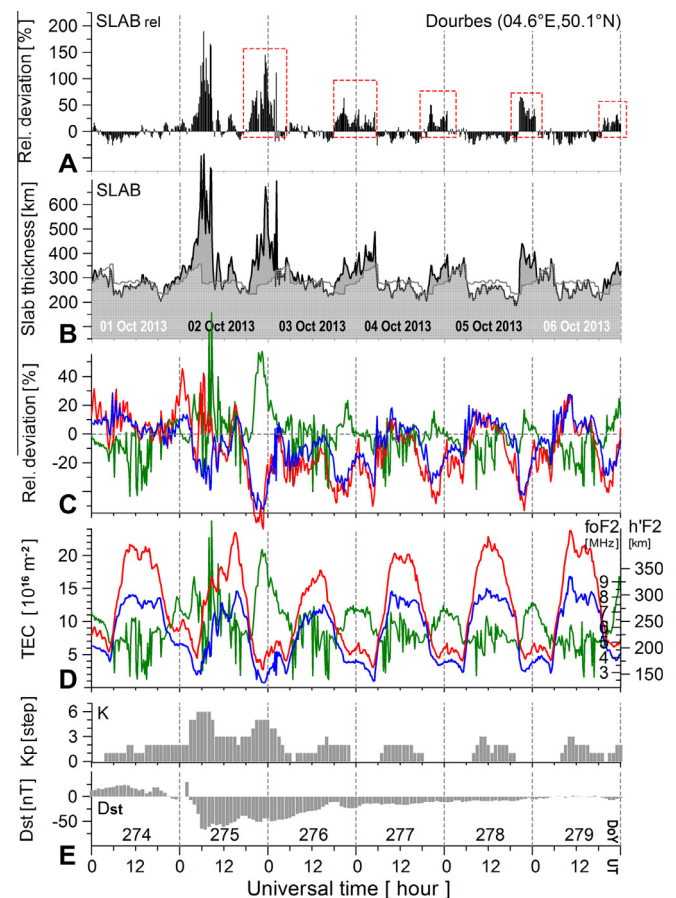 SLAB rel
Dourbes (04.6°E,50.1°N)
Rel. deviation [%]
200
150
100
50
0
A
SLAB
Slab thickness [km]
600
500
400
300
200
01 Oct 2013 02 Oct 2013 03 Oct 2013 04 Oct 2013 05 Oct 2013 06 Oct 2013
B
Rel. deviation [%]
40
20
0
-20
C
foF2 h'F2
[MHz] [km]
TEC [10¹⁶ m⁻²]
20
15
10
5
9
8
7
4
3
350
300
250
200
150
D
K
Kp [step]
6
3
0
Dst
Dst [nT]
0
-50
274 275 276 277 278 279
DoY
UT
E
0 12 0 12 0 12 0 12 0 12 0 12
Universal time [ hour ]